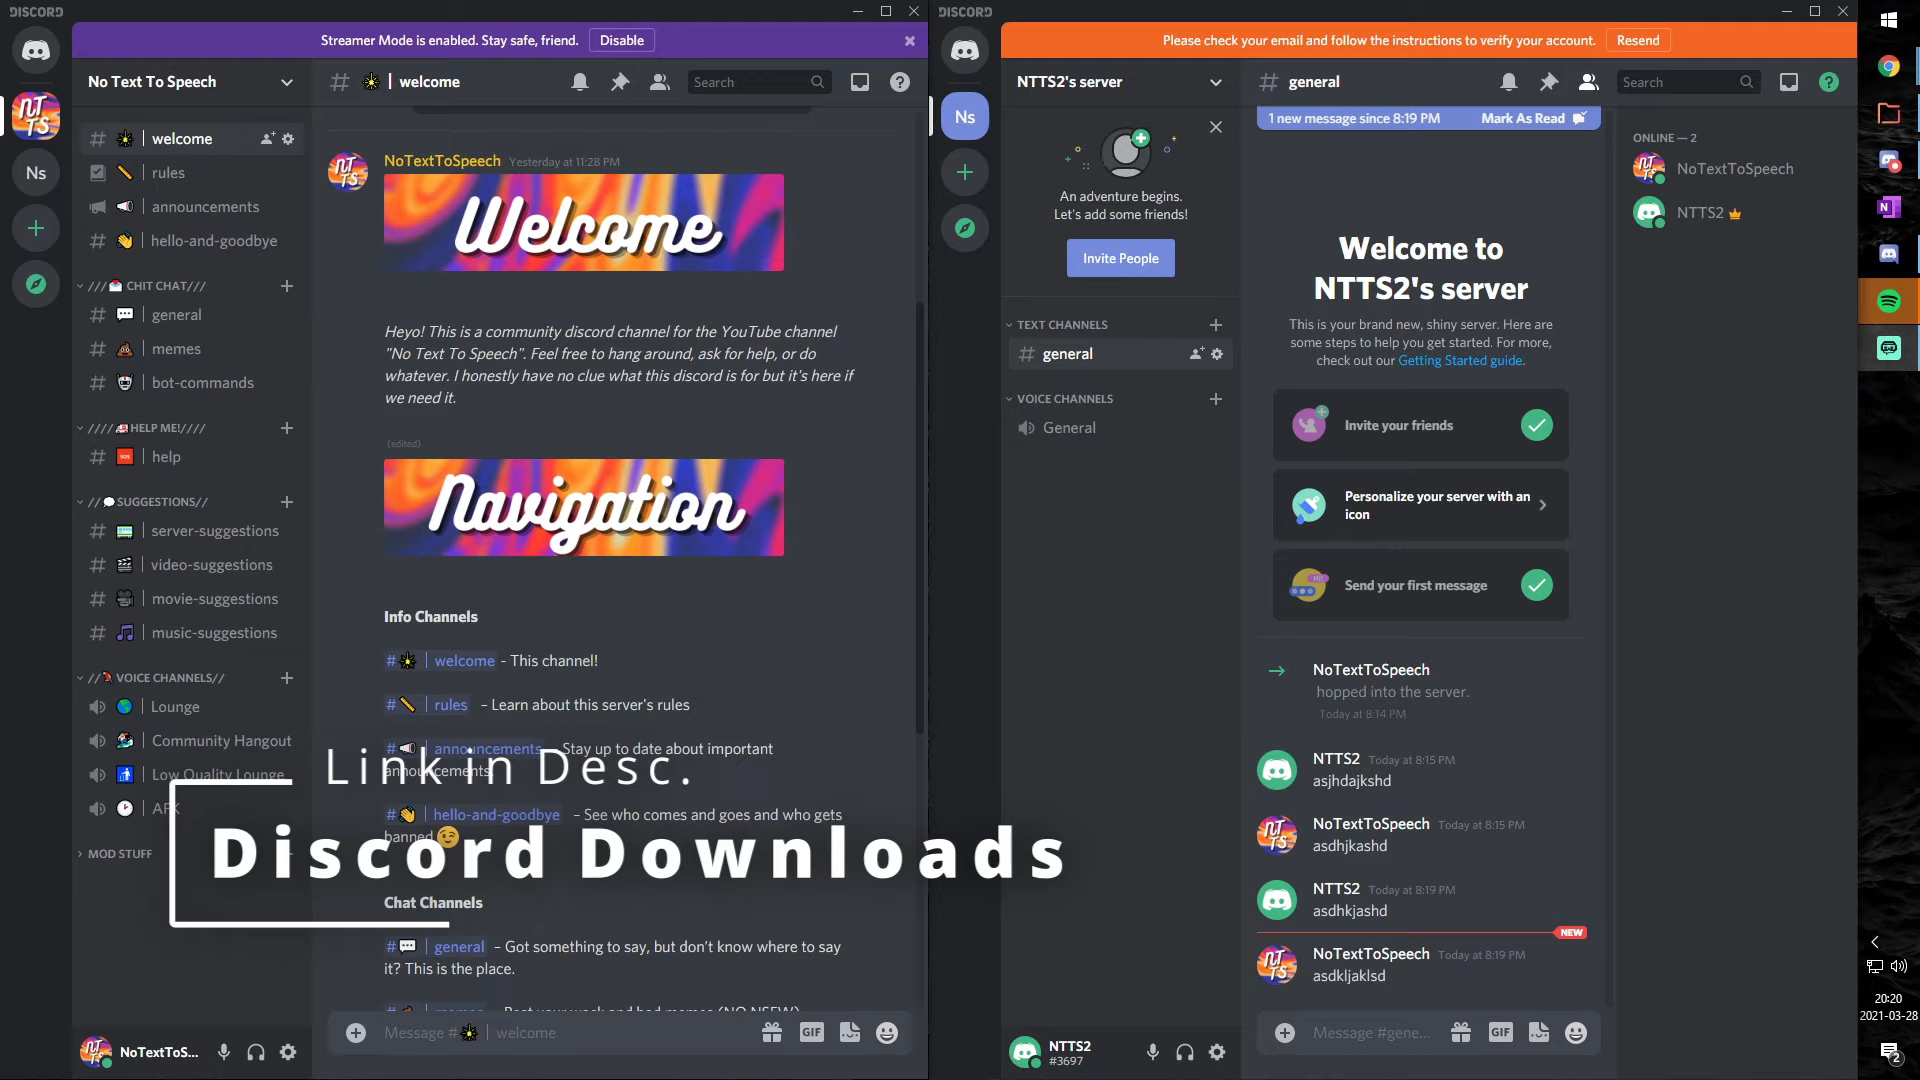 DISCORD
Streamer Mode is enabled. Stay safe, friend.
Disable
No Text To Speech
NTTS
Ns
welcome
rules
announcements
hello-and-goodbye
/// CHIT CHAT///
general
memes
bot-commands
//// HELP ME!////
help
// SUGGESTIONS//
server-suggestions
video-suggestions
movie-suggestions
music-suggestions
// VOICE CHANNELS//
Lounge
Community Hangout
Low Quality Lounge
AFK
MOD STUFF
NoTextToS...
# | welcome
Search
NoTextToSpeech Yesterday at 11:28 PM
Welcome
Heyo! This is a community discord channel for the YouTube channel
"No Text To Speech". Feel free to hang around, ask for help, or do
whatever. I honestly have no clue what this discord is for but it's here if
we need it.
(edited)
Navigation
Info Channels
# | welcome - This channel!
# | rules – Learn about this server's rules
# | announcements - Stay up to date about important
announcements
# | hello-and-goodbye – See who comes and goes and who gets
banned
Chat Channels
# | general – Got something to say, but don't know where to say
it? This is the place.
Message # | welcome
GIF
Link in Desc.
Discord Downloads
DISCORD
Please check your email and follow the instructions to verify your account.
Resend
Ns
NTTS2's server
An adventure begins.
Let's add some friends!
Invite People
TEXT CHANNELS
# general
VOICE CHANNELS
General
NTTS2
#3697
# general
Search
1 new message since 8:19 PM Mark As Read
Welcome to
NTTS2's server
This is your brand new, shiny server. Here are
some steps to help you get started. For more,
check out our Getting Started guide.
Invite your friends
Personalize your server with an
icon
Send your first message
NoTextToSpeech
hopped into the server.
Today at 8:14 PM
NTTS2 Today at 8:15 PM
asjhdajkshd
NoTextToSpeech Today at 8:15 PM
asdhjkashd
NTTS2 Today at 8:19 PM
asdhkjashd
NEW
NoTextToSpeech Today at 8:19 PM
asdkljaklsd
Message #gene...
GIF
ONLINE — 2
NoTextToSpeech
NTTS2
20:20
2021-03-28
2